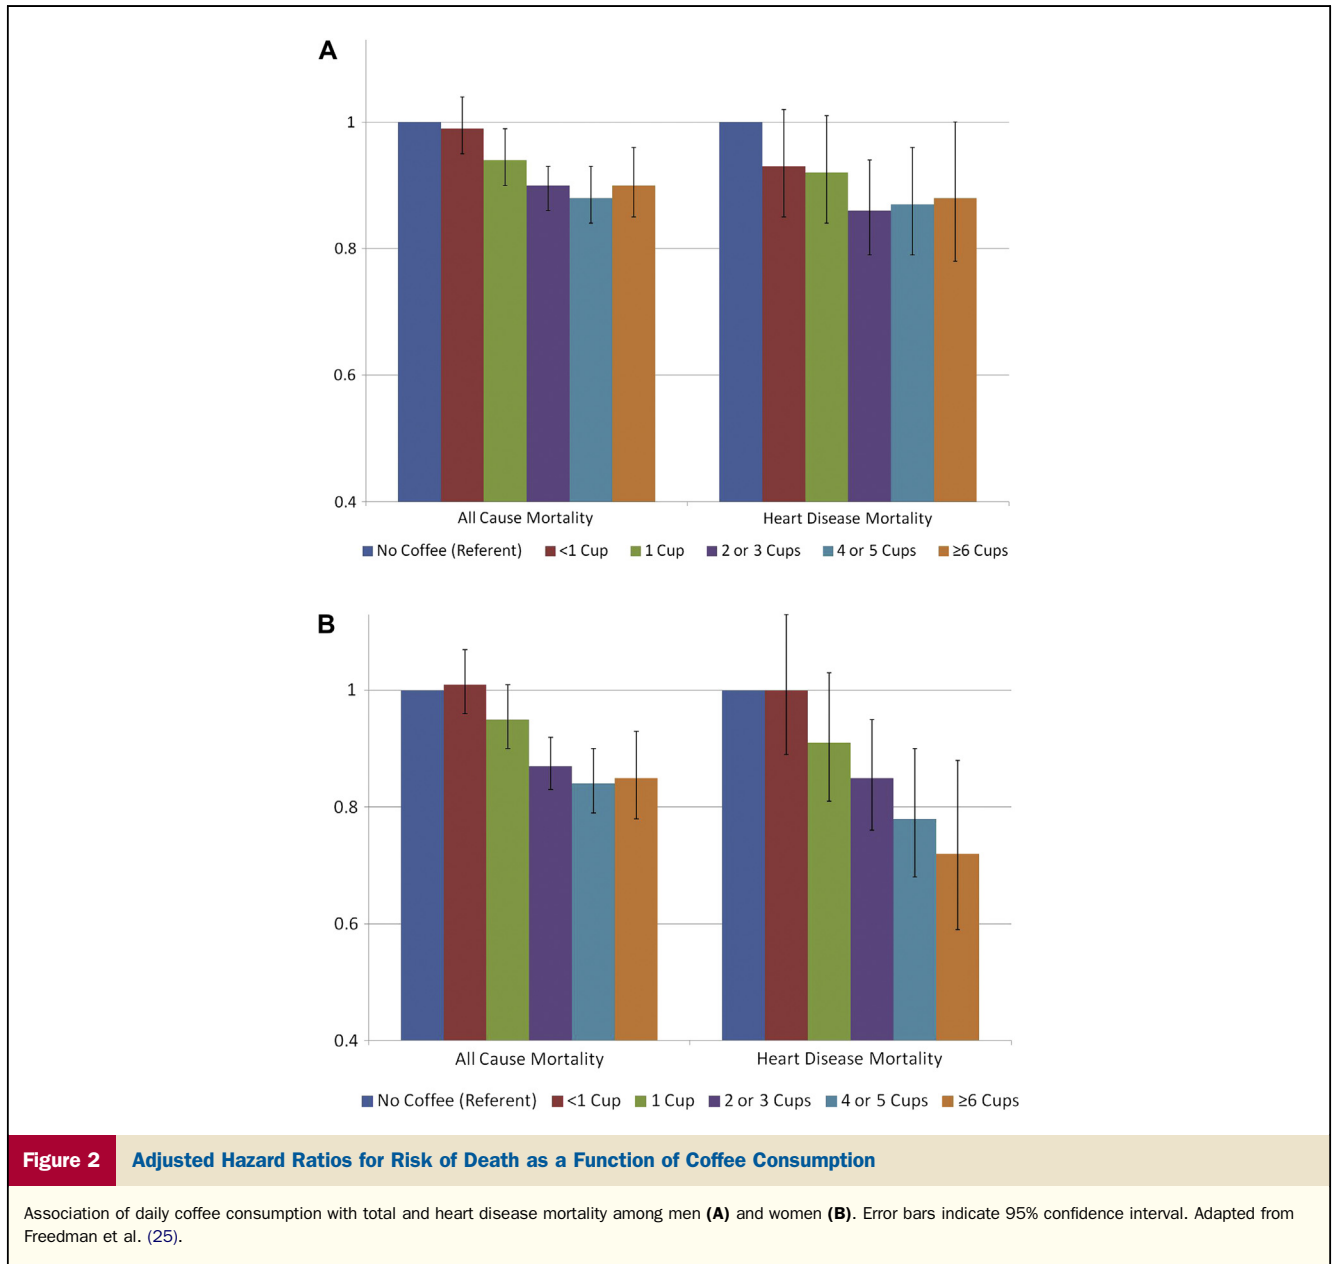 A
1
0.8
0.6
0.4
All Cause Mortality
Heart Disease Mortality
No Coffee (Referent) <1 Cup 1 Cup 2 or 3 Cups 4 or 5 Cups ≥6 Cups
B
1
0.8
0.6
0.4
All Cause Mortality
Heart Disease Mortality
No Coffee (Referent) <1 Cup 1 Cup 2 or 3 Cups 4 or 5 Cups ≥6 Cups
Figure 2 Adjusted Hazard Ratios for Risk of Death as a Function of Coffee Consumption
Association of daily coffee consumption with total and heart disease mortality among men (A) and women (B). Error bars indicate 95% confidence interval. Adapted from
Freedman et al. (25).